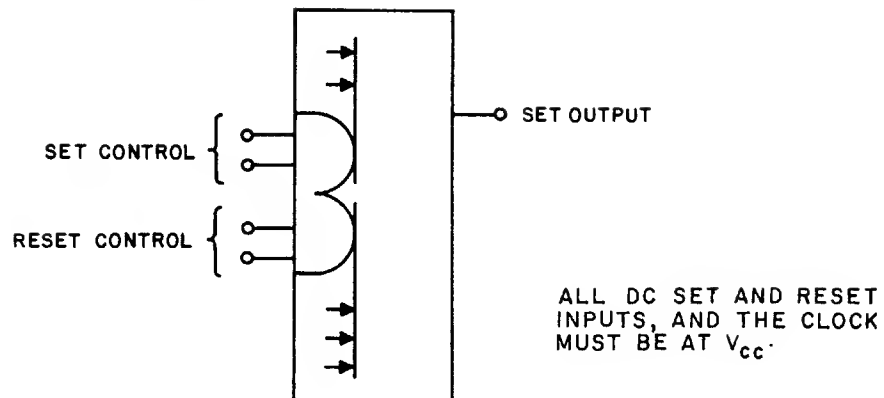 SET OUTPUT
SET CONTROL
RESET CONTROL
ALL DC SET AND RESET
INPUTS, AND THE CLOCK
MUST BE AT Vcc.